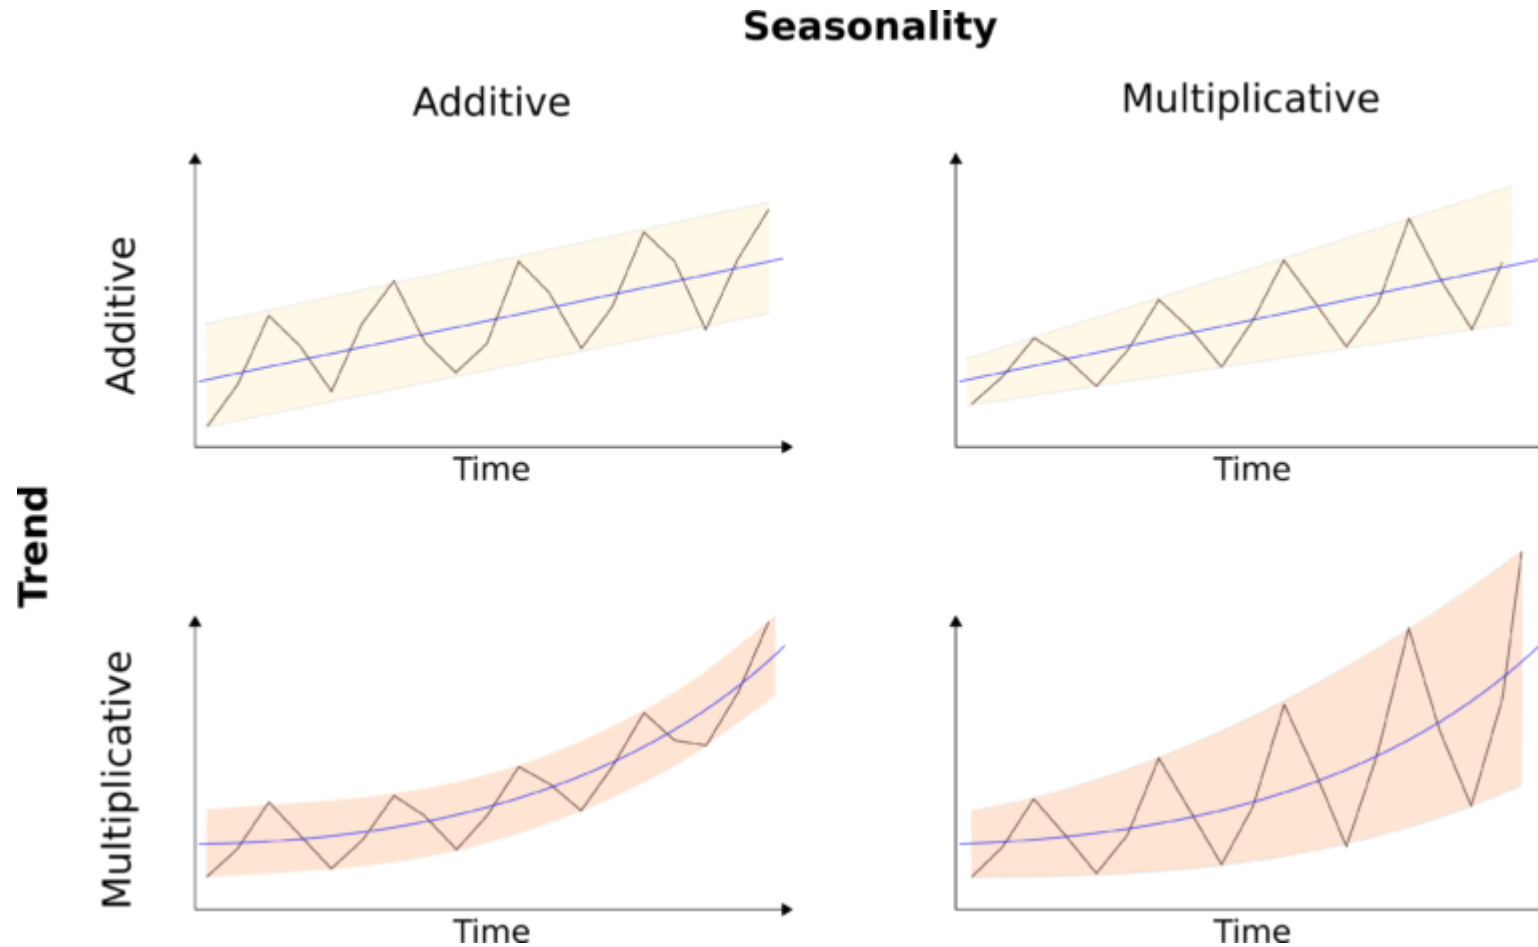 Seasonality
Additive
Multiplicative
Additive
Time
Time
Trend
Multiplicative
Time
Time